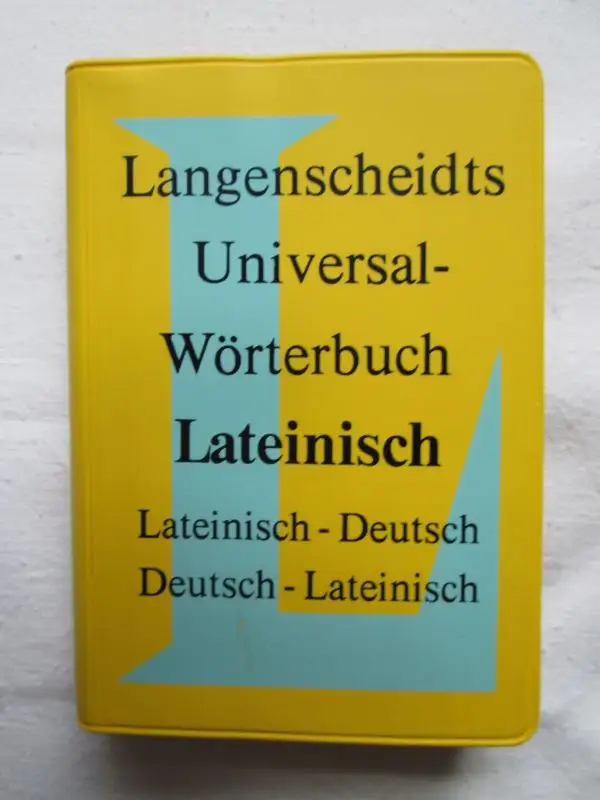 Langenscheidts
Universal-
Wörterbuch
Lateinisch
Lateinisch - Deutsch
Deutsch - Lateinisch